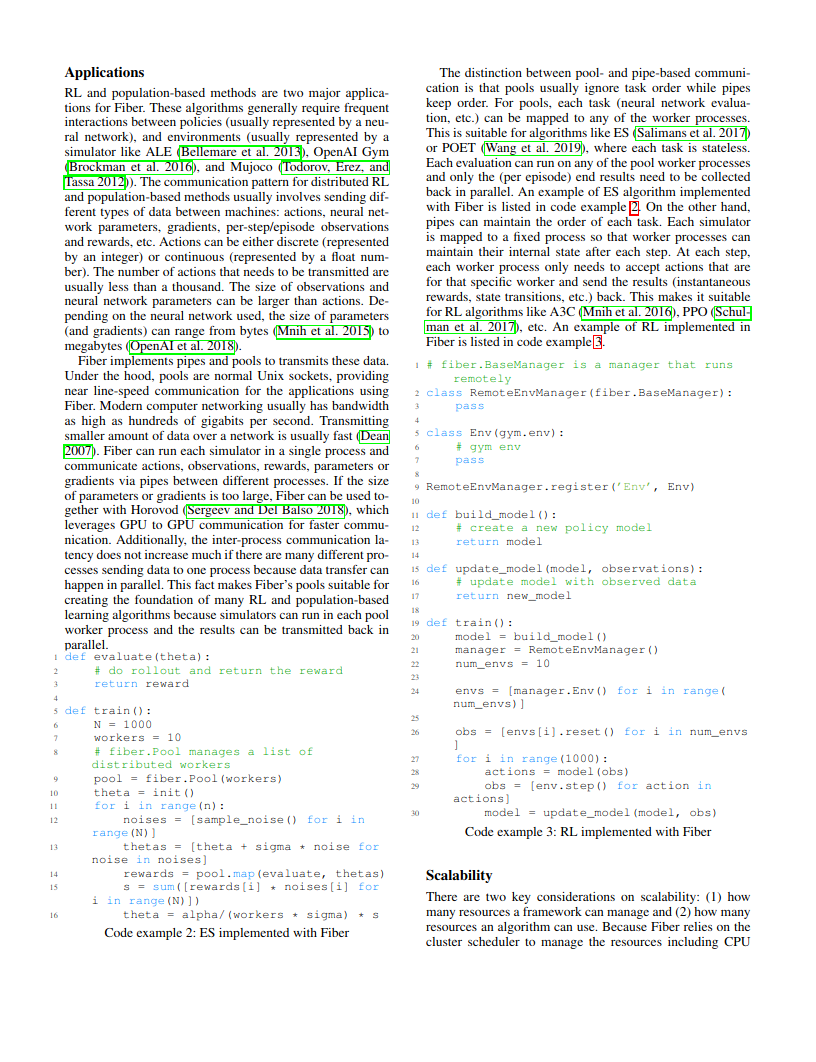 Applications
RL and population-based methods are two major applica-
tions for Fiber. These algorithms generally require frequent
interactions between policies (usually represented by a neu-
ral network), and environments (usually represented by a
simulator like ALE (Bellemare et al. 2013), OpenAI Gym
(Brockman et al. 2016), and Mujoco (Todorov, Erez, and
Tassa 2012)). The communication pattern for distributed RL
and population-based methods usually involves sending dif-
ferent types of data between machines: actions, neural net-
work parameters, gradients, per-step/episode observations
and rewards, etc. Actions can be either discrete (represented
by an integer) or continuous (represented by a float num-
ber). The number of actions that needs to be transmitted are
usually less than a thousand. The size of observations and
neural network parameters can be larger than actions. De-
pending on the neural network used, the size of parameters
(and gradients) can range from bytes (Mnih et al. 2015) to
megabytes (OpenAI et al. 2018).
Fiber implements pipes and pools to transmits these data.
Under the hood, pools are normal Unix sockets, providing
near line-speed communication for the applications using
Fiber. Modern computer networking usually has bandwidth
as high as hundreds of gigabits per second. Transmitting
smaller amount of data over a network is usually fast (Dean
2007). Fiber can run each simulator in a single process and
communicate actions, observations, rewards, parameters or
gradients via pipes between different processes. If the size
of parameters or gradients is too large, Fiber can be used to-
gether with Horovod (Sergeev and Del Balso 2018), which
leverages GPU to GPU communication for faster commu-
nication. Additionally, the inter-process communication la-
tency does not increase much if there are many different pro-
cesses sending data to one process because data transfer can
happen in parallel. This fact makes Fiber's pools suitable for
creating the foundation of many RL and population-based
learning algorithms because simulators can run in each pool
worker process and the results can be transmitted back in
parallel.
1 def evaluate(theta):
2     # do rollout and return the reward
3     return reward
4
5 def train():
6     N = 1000
7     workers = 10
8     # fiber.Pool manages a list of
distributed workers
9     pool = fiber.Pool(workers)
10     theta = init()
11     for i in range(n):
12         noises = [sample_noise() for i in
range(N)]
13         thetas = [theta + sigma * noise for
noise in noises]
14         rewards = pool.map(evaluate, thetas)
15         s = sum([rewards[i] * noises[i] for
i in range(N)])
16         theta = alpha/(workers * sigma) * s
Code example 2: ES implemented with Fiber
The distinction between pool- and pipe-based communi-
cation is that pools usually ignore task order while pipes
keep order. For pools, each task (neural network evalua-
tion, etc.) can be mapped to any of the worker processes.
This is suitable for algorithms like ES (Salimans et al. 2017)
or POET (Wang et al. 2019), where each task is stateless.
Each evaluation can run on any of the pool worker processes
and only the (per episode) end results need to be collected
back in parallel. An example of ES algorithm implemented
with Fiber is listed in code example 2. On the other hand,
pipes can maintain the order of each task. Each simulator
is mapped to a fixed process so that worker processes can
maintain their internal state after each step. At each step,
each worker process only needs to accept actions that are
for that specific worker and send the results (instantaneous
rewards, state transitions, etc.) back. This makes it suitable
for RL algorithms like A3C (Mnih et al. 2016), PPO (Schul-
man et al. 2017), etc. An example of RL implemented in
Fiber is listed in code example 3.
1 # fiber.BaseManager is a manager that runs
remotely
2 class RemoteEnvManager(fiber.BaseManager):
3     pass
4
5 class Env(gym.env):
6     # gym env
7     pass
8
9 RemoteEnvManager.register('Env', Env)
10
11 def build_model():
12     # create a new policy model
13     return model
14
15 def update_model(model, observations):
16     # update model with observed data
17     return new_model
18
19 def train():
20     model = build_model()
21     manager = RemoteEnvManager()
22     num_envs = 10
23
24     envs = [manager.Env() for i in range(
num_envs)]
25
26     obs = [envs[i].reset() for i in num_envs
]
27     for i in range(1000):
28         actions = model(obs)
29         obs = [env.step() for action in
actions]
30         model = update_model(model, obs)
Code example 3: RL implemented with Fiber
Scalability
There are two key considerations on scalability: (1) how
many resources a framework can manage and (2) how many
resources an algorithm can use. Because Fiber relies on the
cluster scheduler to manage the resources including CPU